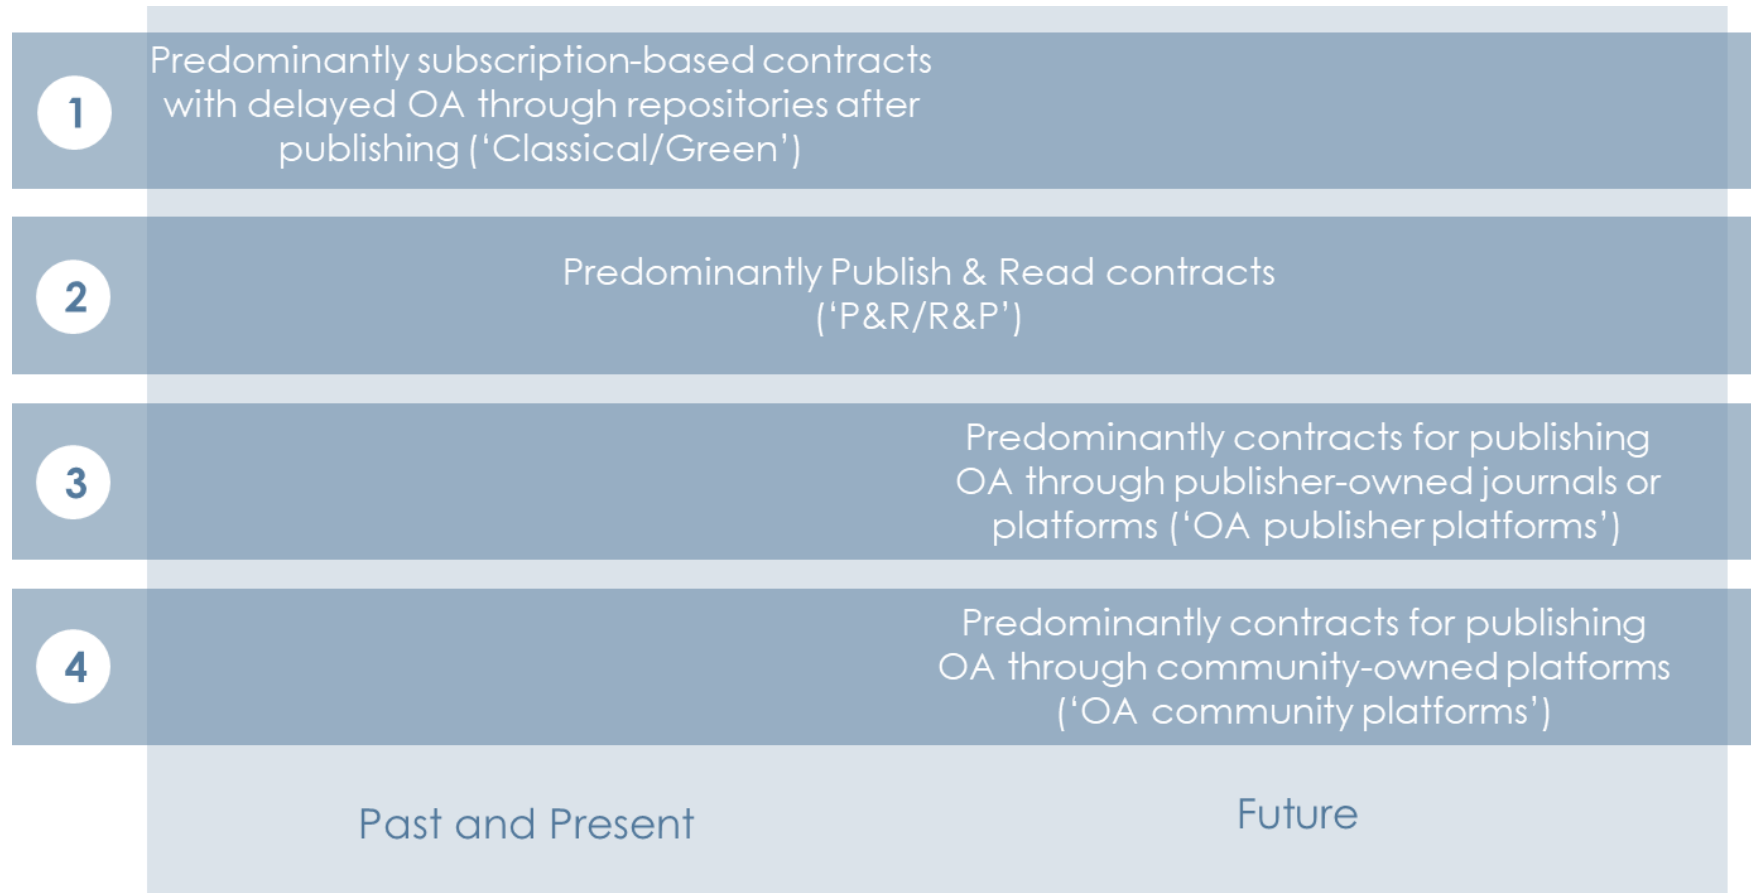 1
Predominantly subscription-based contracts
with delayed OA through repositories after
publishing (‘Classical/Green’)
2
Predominantly Publish & Read contracts
(‘P&R/R&P’)
3
Predominantly contracts for publishing
OA through publisher-owned journals or
platforms (‘OA publisher platforms’)
4
Predominantly contracts for publishing
OA through community-owned platforms
(‘OA community platforms’)
Past and Present
Future